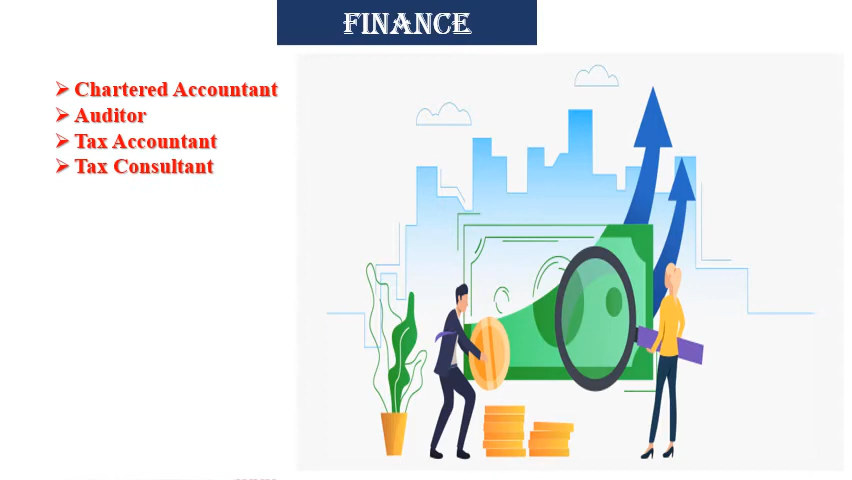 FINANCE
➢ Chartered Accountant
➢ Auditor
➢ Tax Accountant
➢ Tax Consultant